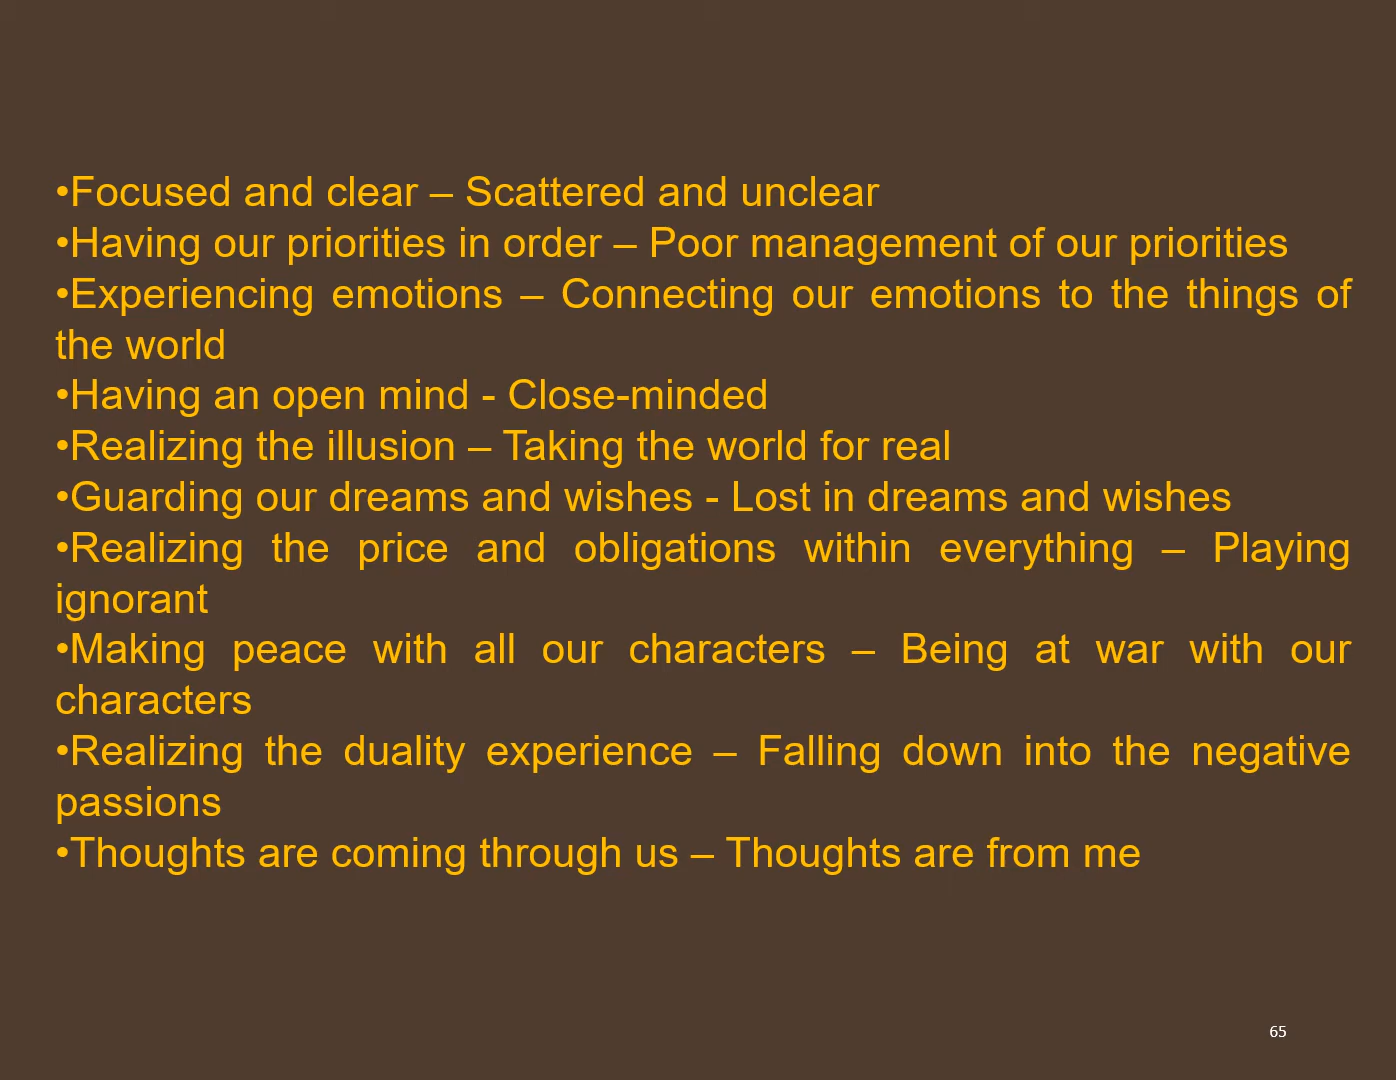 •Focused and clear – Scattered and unclear
•Having our priorities in order – Poor management of our priorities
•Experiencing emotions – Connecting our emotions to the things of
the world
•Having an open mind - Close-minded
•Realizing the illusion – Taking the world for real
•Guarding our dreams and wishes - Lost in dreams and wishes
•Realizing the price and obligations within everything – Playing
ignorant
•Making peace with all our characters – Being at war with our
characters
•Realizing the duality experience – Falling down into the negative
passions
•Thoughts are coming through us – Thoughts are from me
65